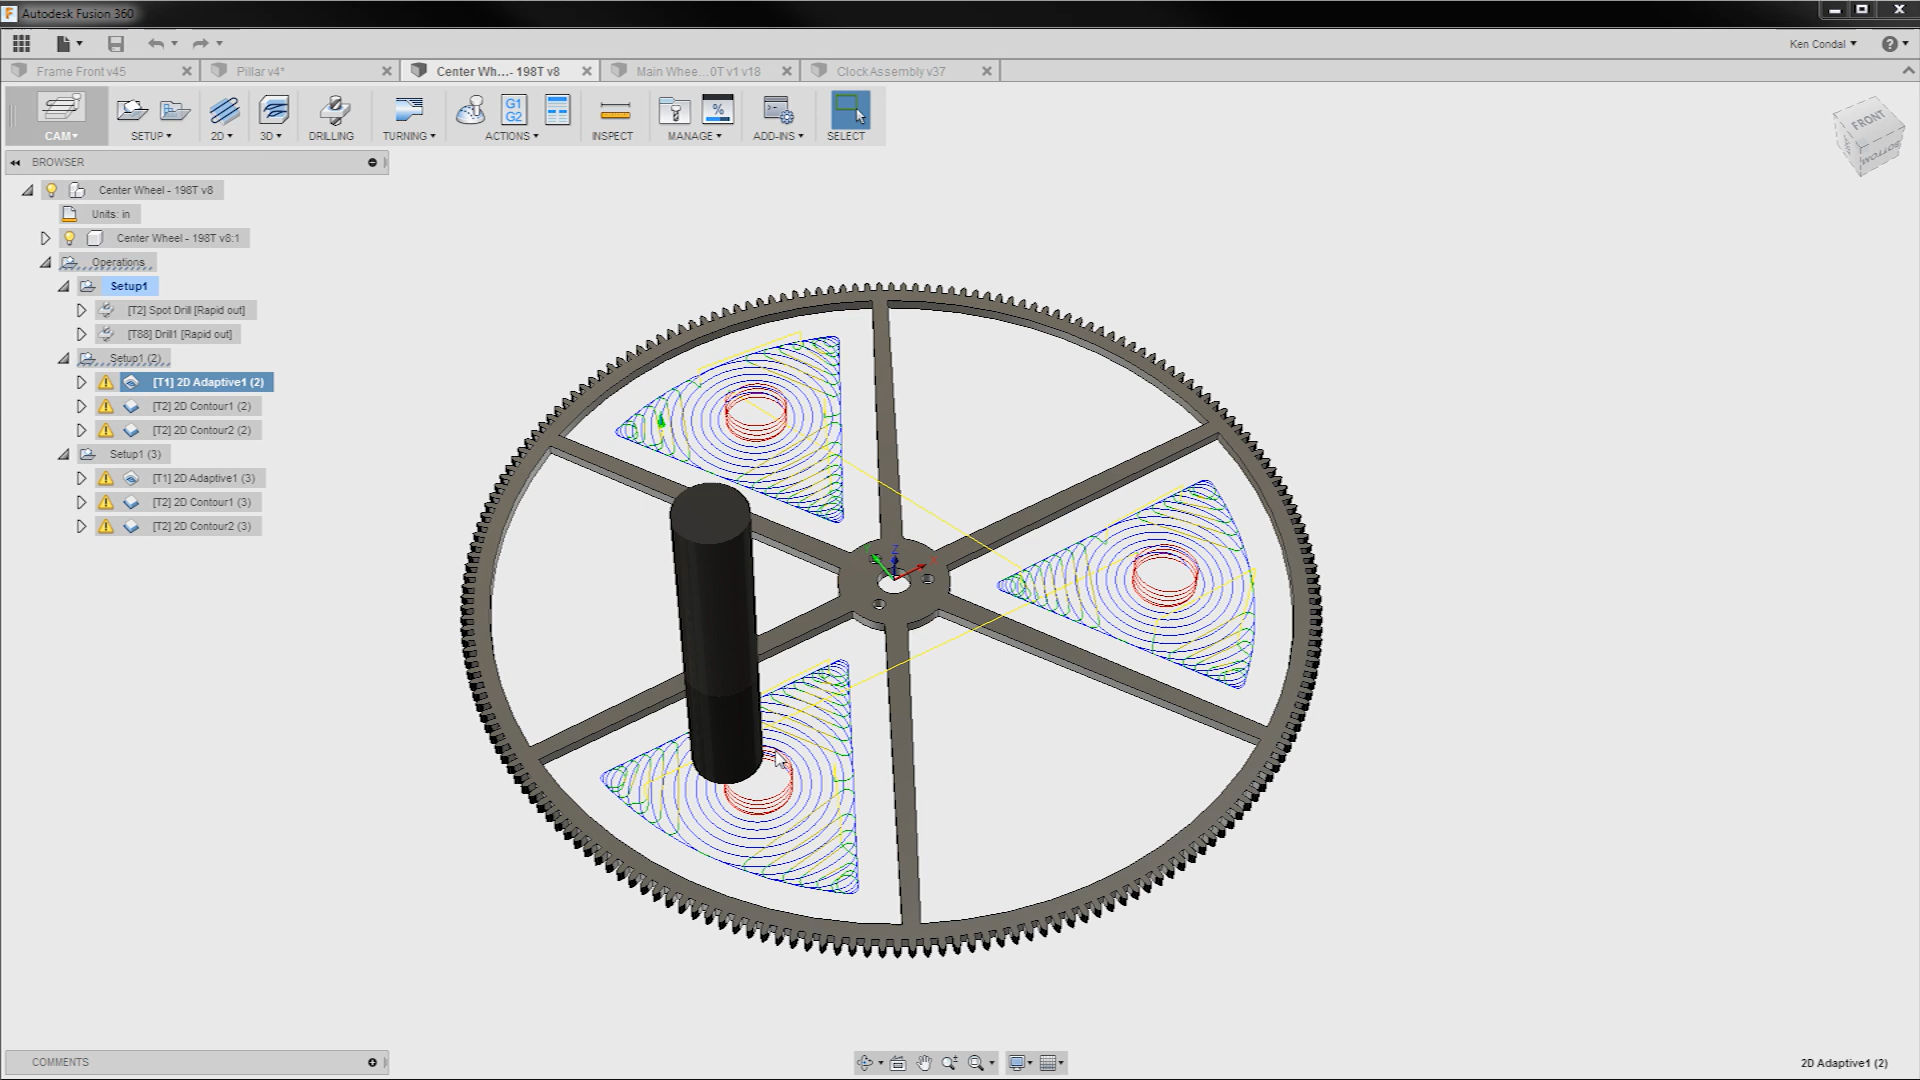 Autodesk Fusion 360
Ken Condal
Frame Front v45
Pillar v4*
Center Wh...- 198T v8
Main Whee...0T v1 v18
Clock Assembly v37
CAM
SETUP
2D
3D
DRILLING
TURNING
G1
G2
ACTIONS
INSPECT
%
MANAGE
ADD-INS
SELECT
BROWSER
FRONT
BOTTOM
Center Wheel - 198T v8
Units: in
Center Wheel - 198T v8:1
Operations
Setup1
[T2] Spot Drill [Rapid out]
[T88] Drill1 [Rapid out]
Setup1 (2)
[T1] 2D Adaptive1 (2)
[T2] 2D Contour1 (2)
[T2] 2D Contour2 (2)
Setup1 (3)
[T1] 2D Adaptive1 (3)
[T2] 2D Contour1 (3)
[T2] 2D Contour2 (3)
Z
COMMENTS
2D Adaptive1 (2)